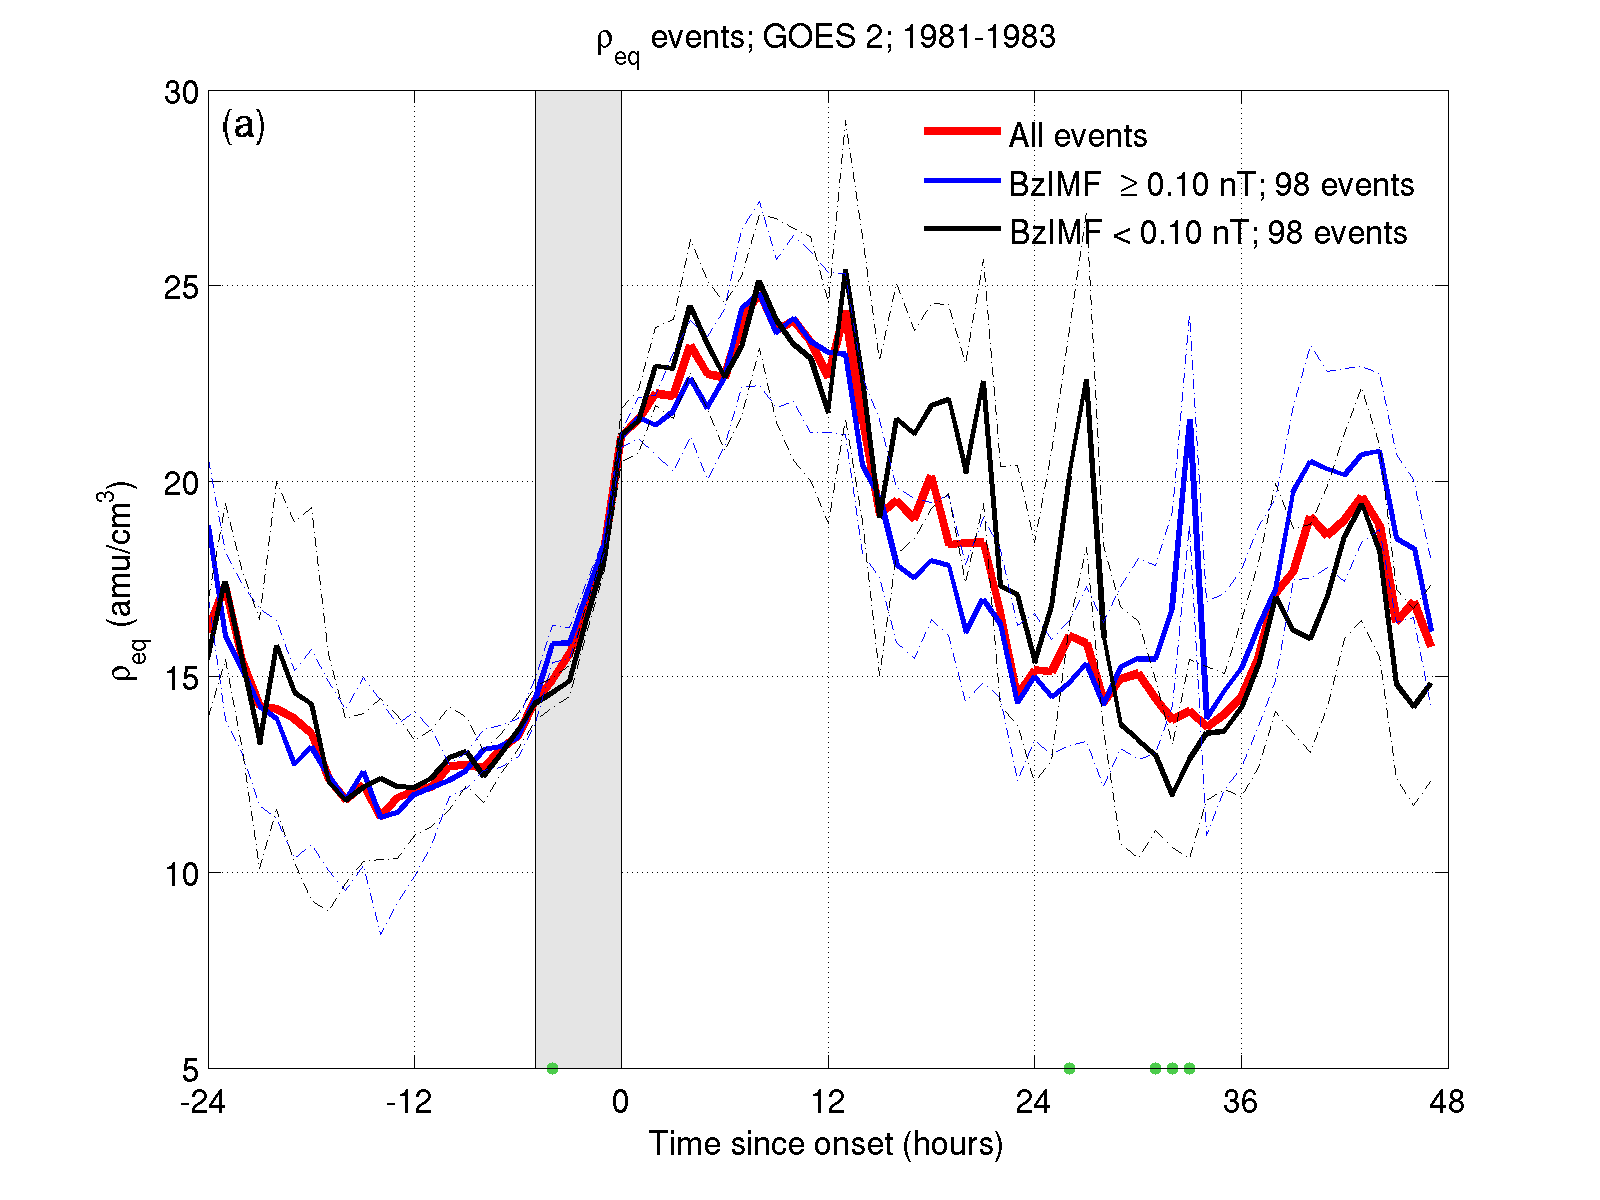 ρeq events; GOES 2; 1981-1983
(a)
All events
BzIMF ≥ 0.10 nT; 98 events
BzIMF < 0.10 nT; 98 events
30
25
20
15
10
5
ρeq (amu/cm³)
-24 -12 0 12 24 36 48
Time since onset (hours)